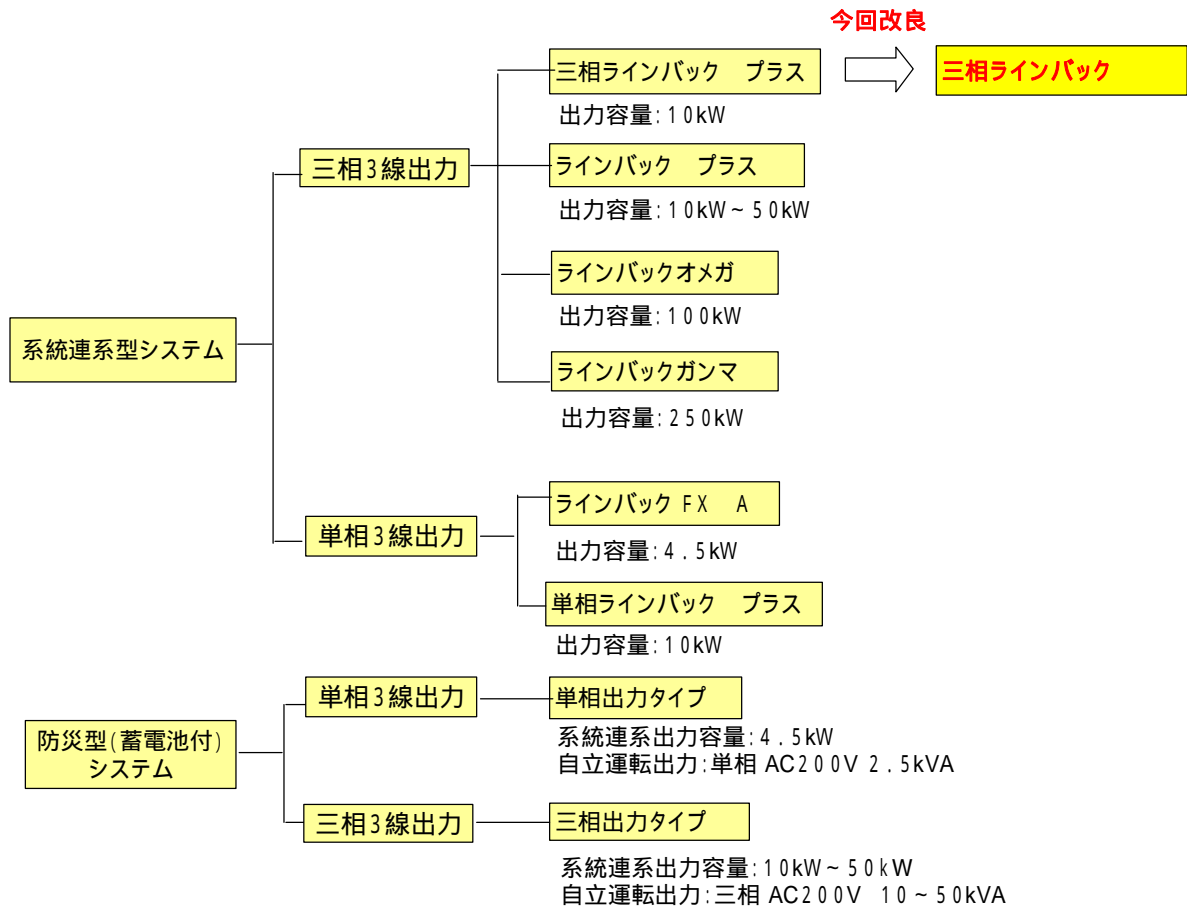 今回改良
三相ラインバック　プラス
三相ラインバック
出力容量:10kW
三相3線出力
ラインバック　プラス
出力容量:10kW~50kW
ラインバックオメガ
出力容量:100kW
系統連系型システム
ラインバックガンマ
出力容量:250kW
ラインバック FX　A
単相3線出力
出力容量:4.5kW
単相ラインバック　プラス
出力容量:10kW
単相3線出力
単相出力タイプ
防災型(蓄電池付)
システム
系統連系出力容量:4.5kW
自立運転出力:単相 AC200V 2.5kVA
三相3線出力
三相出力タイプ
系統連系出力容量:10kW~50kW
自立運転出力:三相 AC200V 10~50kVA